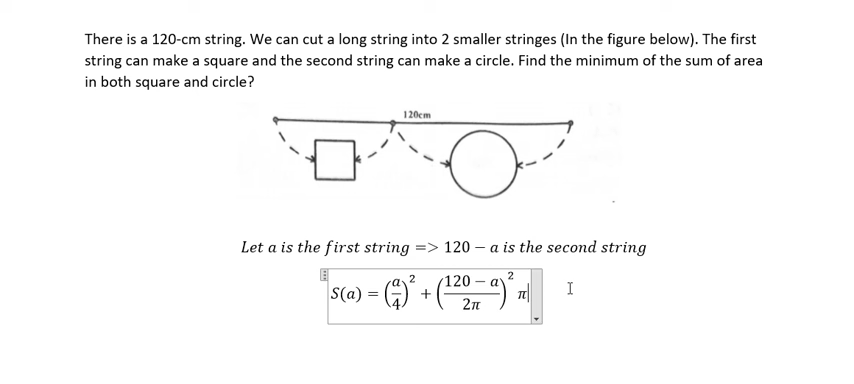 There is a 120-cm string. We can cut a long string into 2 smaller stringes (In the figure below). The first
string can make a square and the second string can make a circle. Find the minimum of the sum of area
in both square and circle?
120cm
Let a is the first string => 120 − a is the second string
S(a) = (a/4)² + ((120 − a)/2π)² π